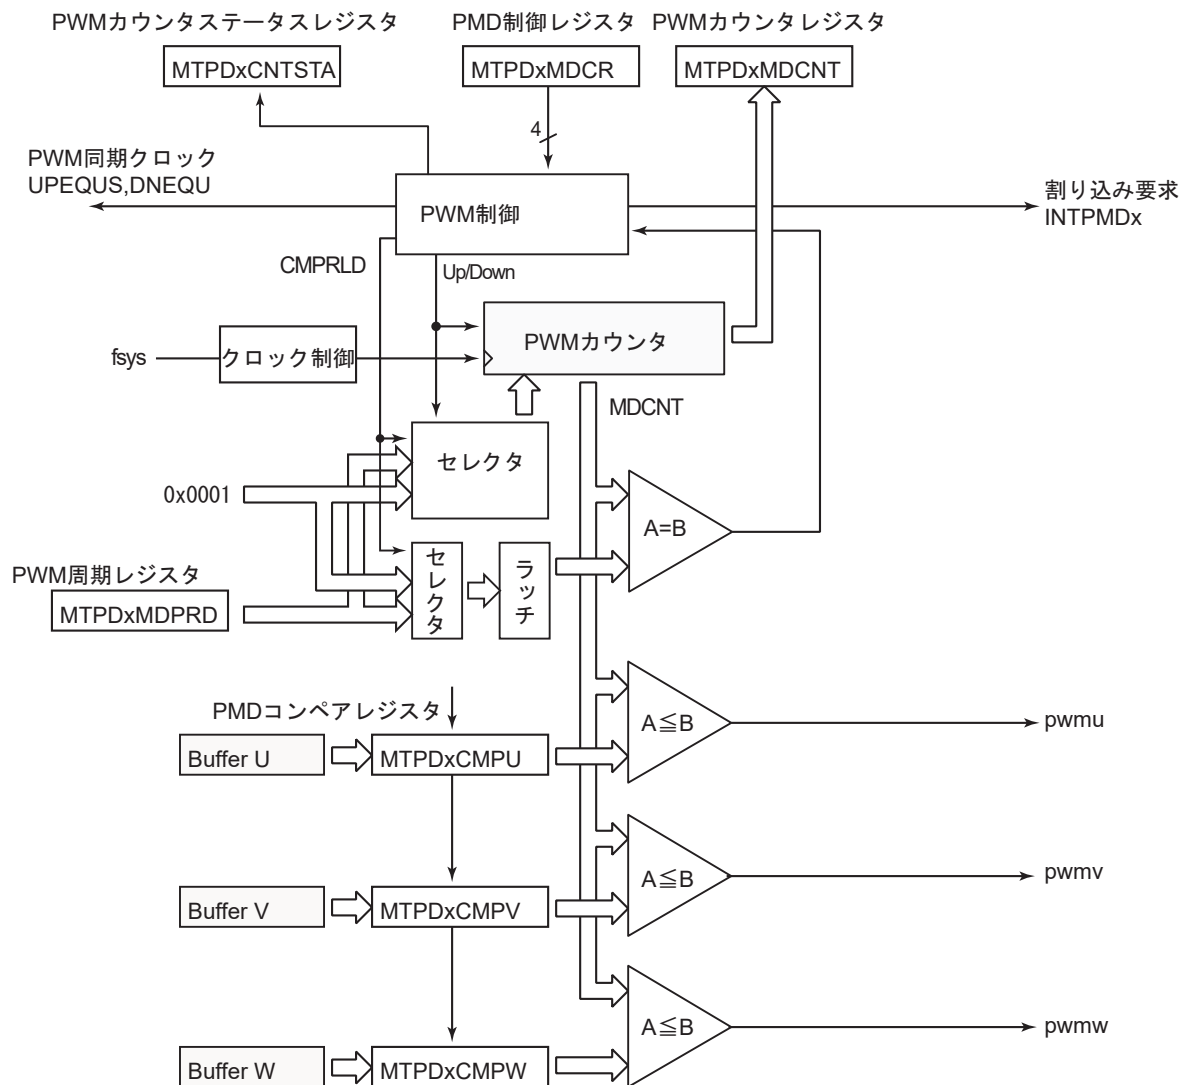 PWMカウンタステータスレジスタ
PMD制御レジスタ
PWMカウンタレジスタ
MTPDxCNTSTA
MTPDxMDCR
MTPDxMDCNT
4
PWM同期クロック
UPEQUS,DNEQU
PWM制御
割り込み要求
INTPMDx
CMPRLD
Up/Down
fsys
クロック制御
PWMカウンタ
MDCNT
セレクタ
0x0001
A=B
セレクタ
ラッチ
PWM周期レジスタ
MTPDxMDPRD
PMDコンペアレジスタ
Buffer U
MTPDxCMPU
A≦B
pwmu
Buffer V
MTPDxCMPV
A≦B
pwmv
Buffer W
MTPDxCMPW
A≦B
pwmw